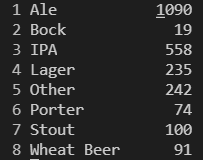 1 Ale 1090
2 Bock 19
3 IPA 558
4 Lager 235
5 Other 242
6 Porter 74
7 Stout 100
8 Wheat Beer 91